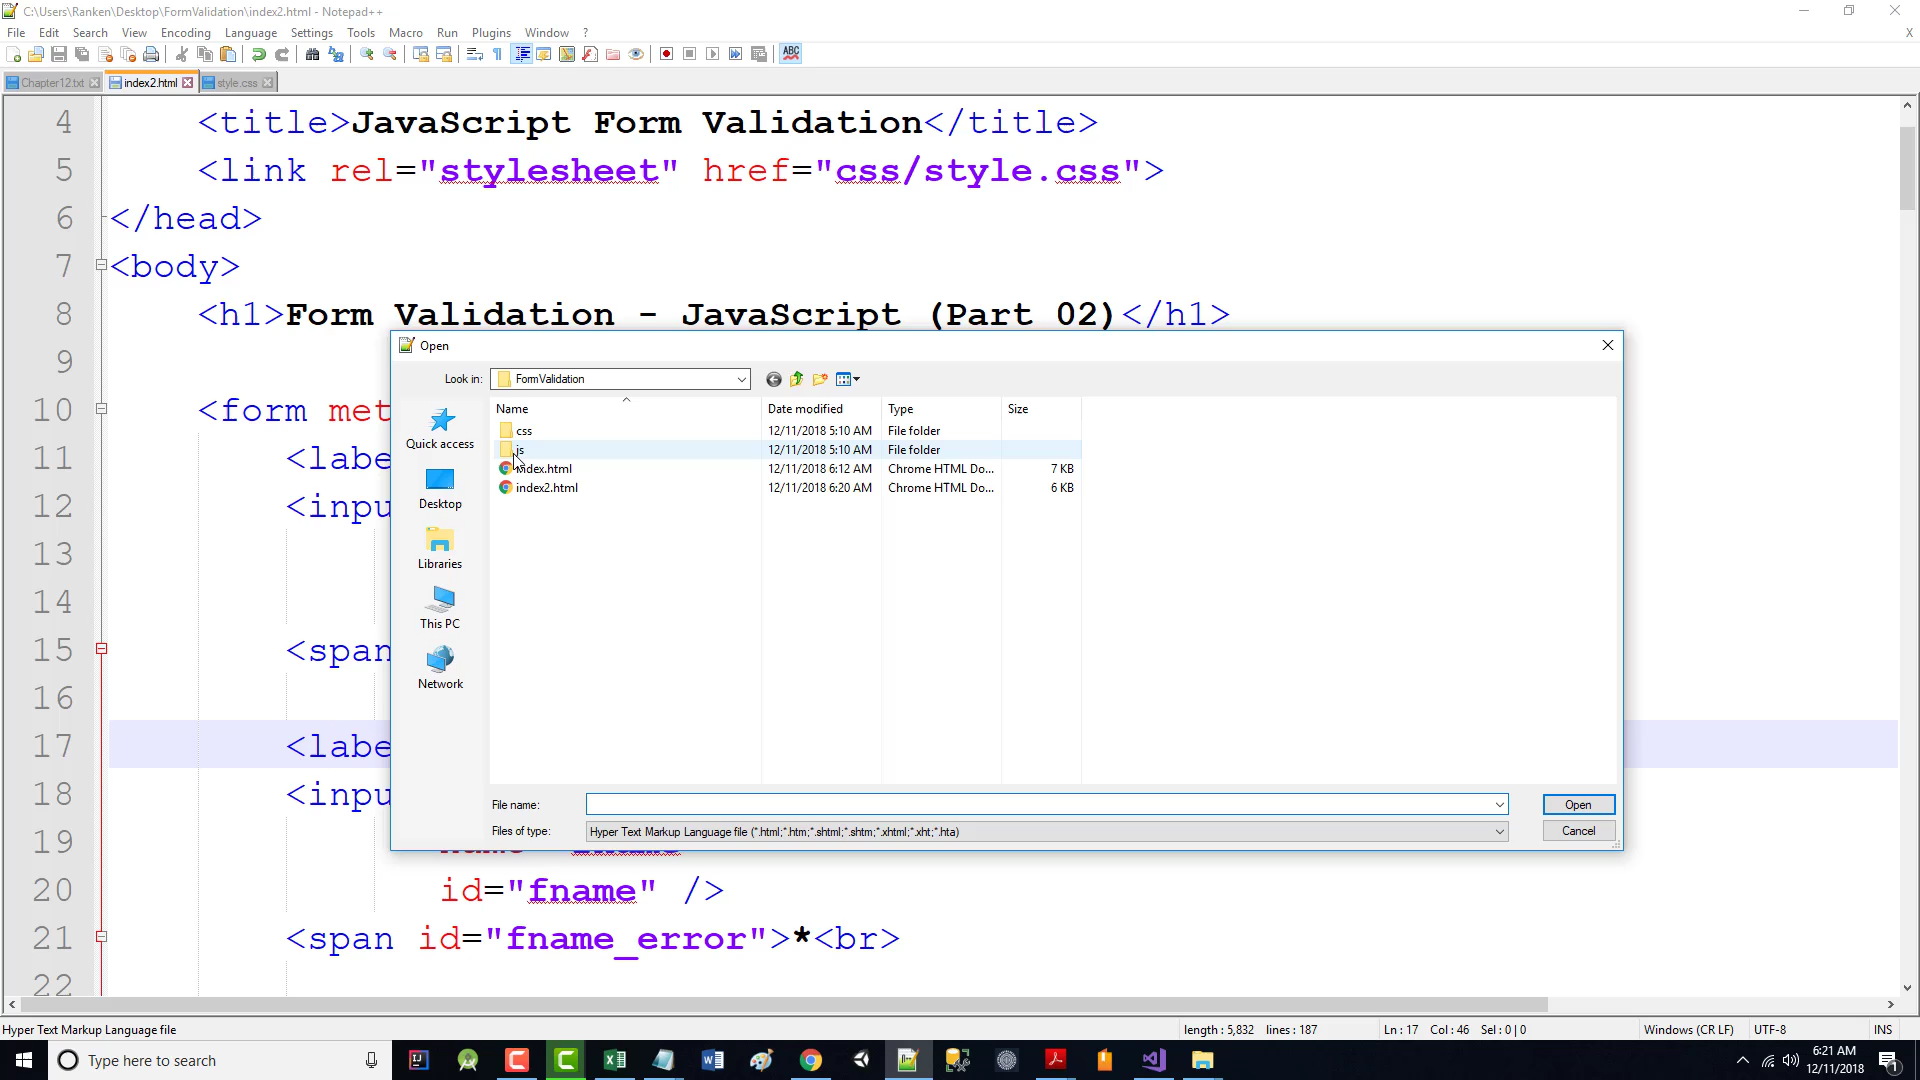 C:\Users\Ranken\Desktop\FormValidation\index2.html - Notepad++
File Edit Search View Encoding Language Settings Tools Macro Run Plugins Window ? X
ABC
Chapter12.txt index2.html style.css
4 <title>JavaScript Form Validation</title>
5 <link rel="stylesheet" href="css/style.css">
6 </head>
7 <body>
8 <h1>Form Validation - JavaScript (Part 02)</h1>
9
10 <form met
11 <labe
12 <inpu
13
14
15 <span
16
17 <labe
18 <inpu
19
20 id="fname" />
21 <span id="fname_error">*<br>
22
Open
Look in: FormValidation
Name Date modified Type Size
css 12/11/2018 5:10 AM File folder
js 12/11/2018 5:10 AM File folder
index.html 12/11/2018 6:12 AM Chrome HTML Do... 7 KB
index2.html 12/11/2018 6:20 AM Chrome HTML Do... 6 KB
Quick access
Desktop
Libraries
This PC
Network
File name: Open
Files of type: Hyper Text Markup Language file (*.html;*.htm;*.shtml;*.shtm;*.xhtml;*.xht;*.hta) Cancel
Hyper Text Markup Language file length : 5,832 lines : 187 Ln : 17 Col : 46 Sel : 0 | 0 Windows (CR LF) UTF-8 INS
Type here to search
6:21 AM
12/11/2018
1